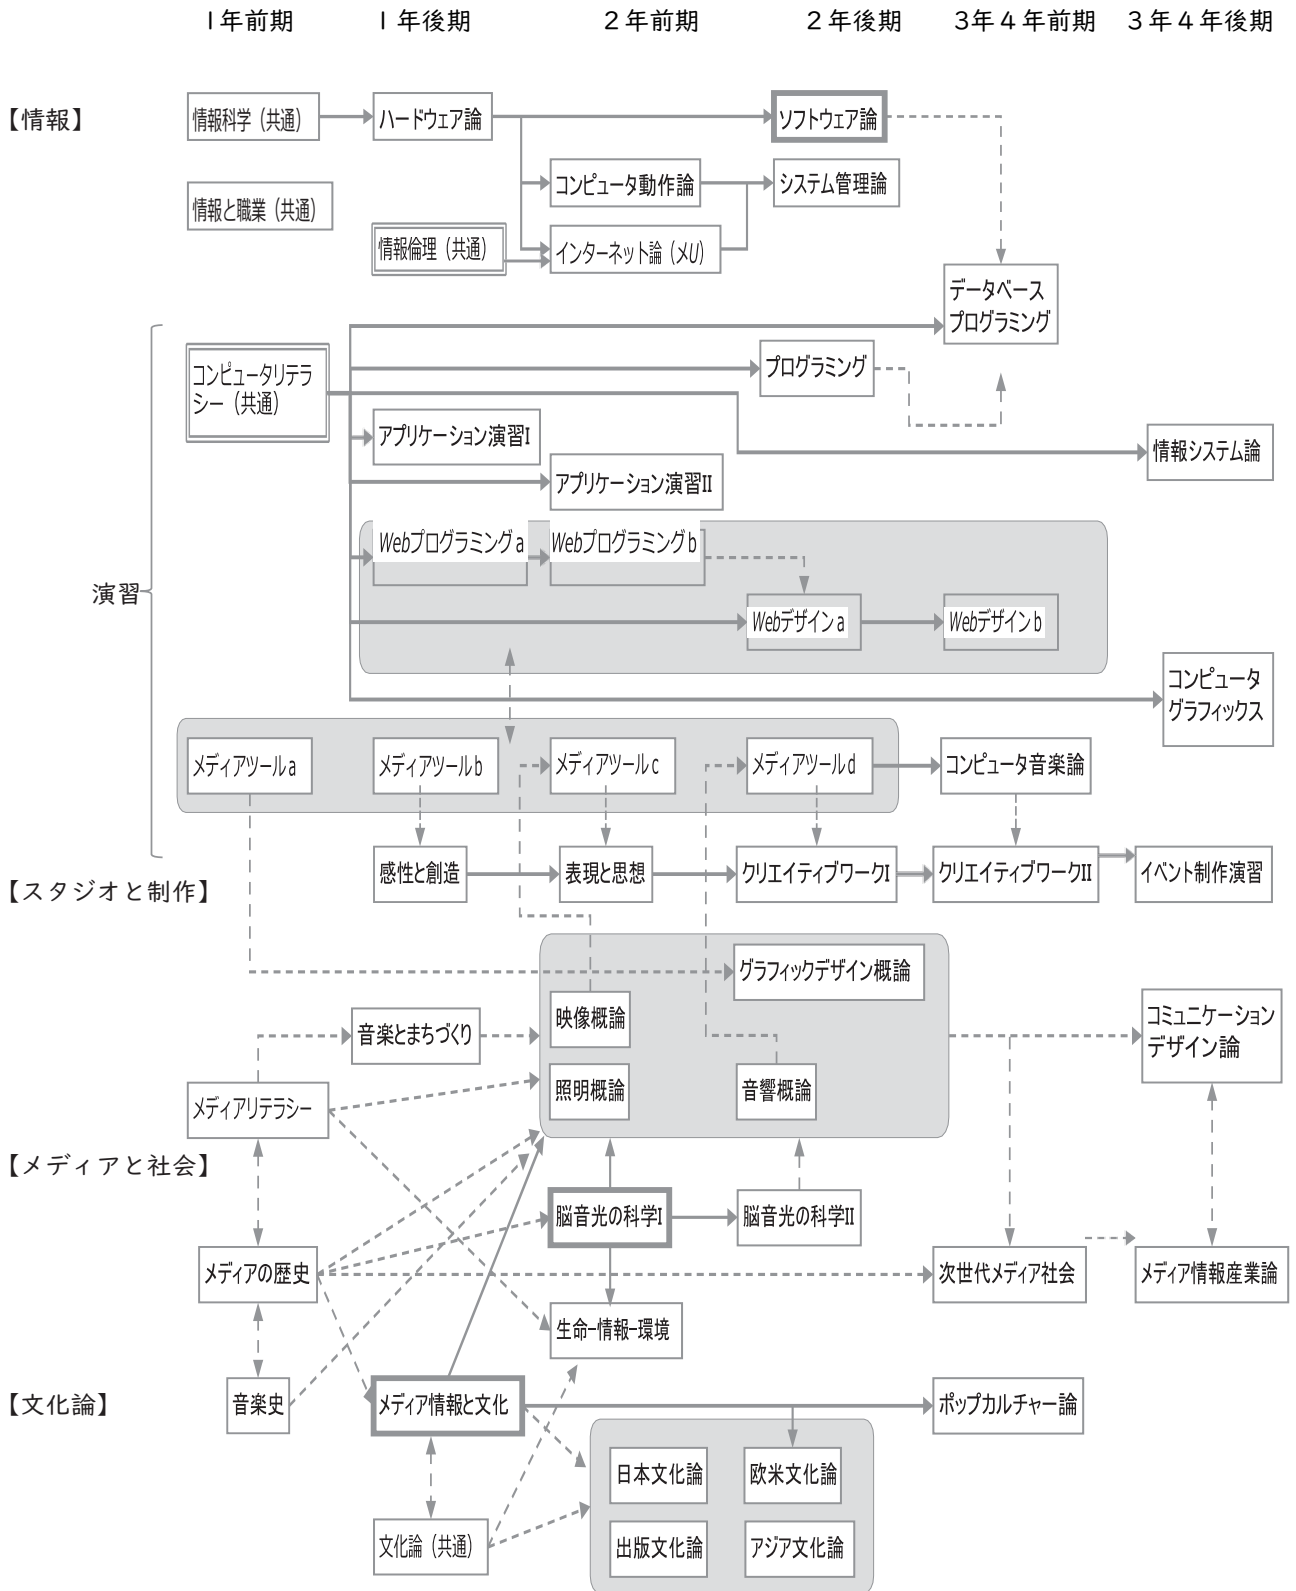 1年前期 1年後期 2年前期 2年後期 3年4年前期 3年4年後期
【情報】 情報科学（共通） ハードウェア論 ソフトウェア論
コンピュータ動作論 システム管理論
情報と職業（共通）
情報倫理（共通） インターネット論（メU）
データベース
プログラミング
コンピュータリテラ
シー（共通）
プログラミング
アプリケーション演習I
情報システム論
アプリケーション演習II
Webプログラミングa Webプログラミングb
演習
Webデザインa Webデザインb
コンピュータ
グラフィックス
メディアツールa メディアツールb メディアツールc メディアツールd コンピュータ音楽論
感性と創造 表現と思想 クリエイティブワークI クリエイティブワークII イベント制作演習
【スタジオと制作】
グラフィックデザイン概論
映像概論
音楽とまちづくり
コミュニケーション
デザイン論
照明概論 音響概論
メディアリテラシー
【メディアと社会】
脳音光の科学I 脳音光の科学II
メディアの歴史 次世代メディア社会 メディア情報産業論
生命-情報-環境
【文化論】 音楽史 メディア情報と文化 ポップカルチャー論
日本文化論 欧米文化論
文化論（共通） 出版文化論 アジア文化論